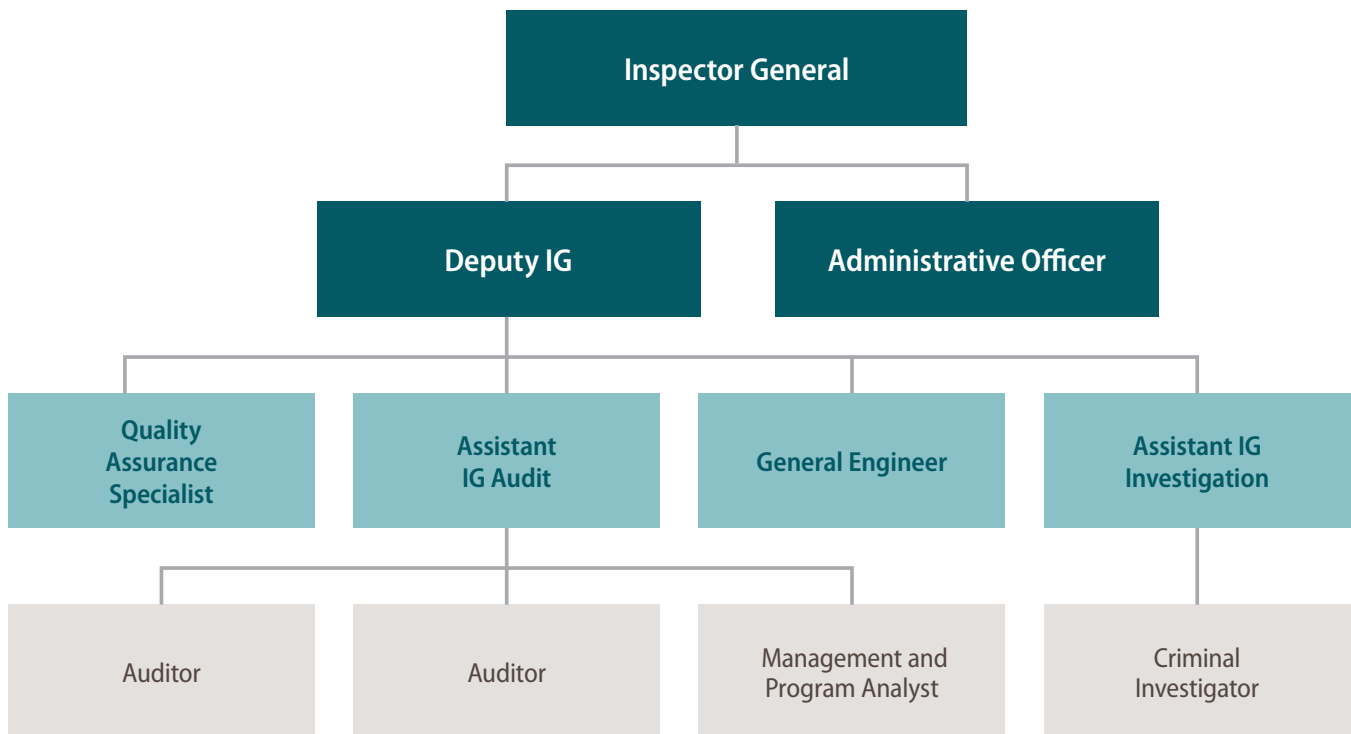 Inspector General
Deputy IG
Administrative Officer
Quality
Assurance
Specialist
Assistant
IG Audit
General Engineer
Assistant IG
Investigation
Auditor
Auditor
Management and
Program Analyst
Criminal
Investigator